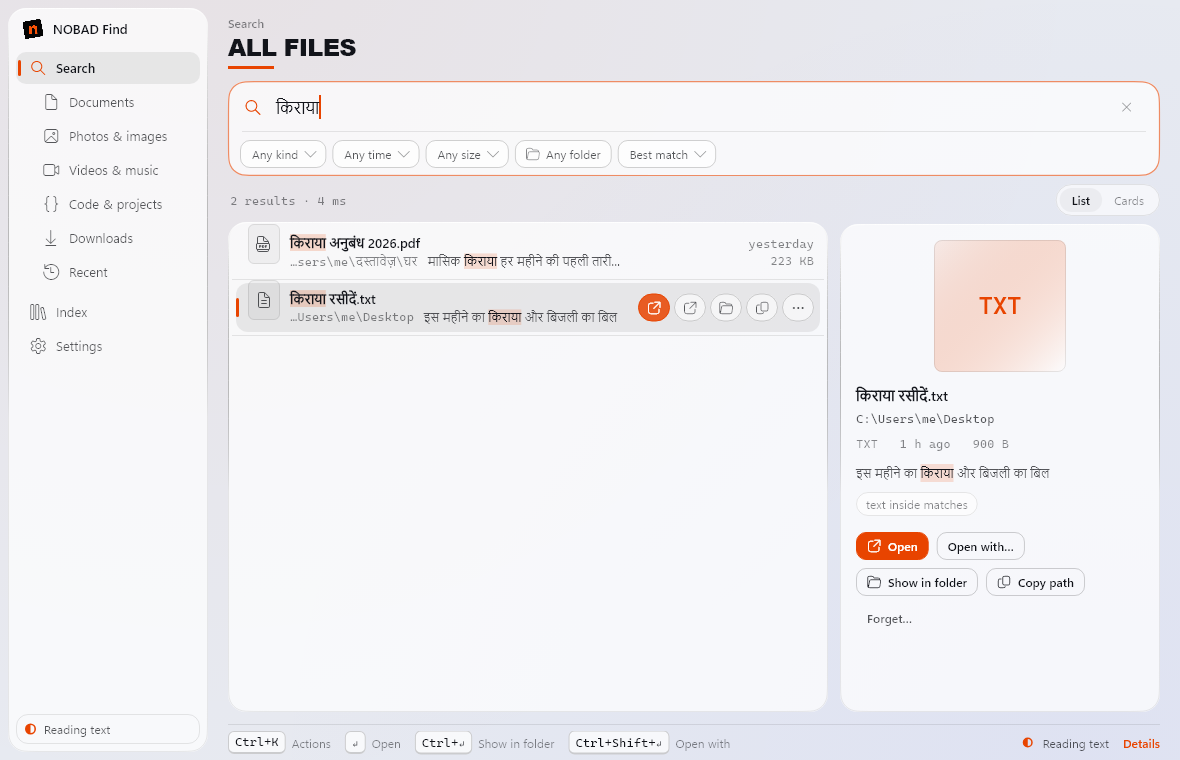 NOBAD Find
Search
Documents
Photos & images
Videos & music
Code & projects
Downloads
Recent
Index
Settings
Reading text
Search
ALL FILES
किराया
Any kind
Any time
Any size
Any folder
Best match
2 results · 4 ms
List
Cards
किराया अनुबंध 2026.pdf
yesterday
…sers\me\दस्तावेज़\घर मासिक किराया हर महीने की पहली तारी…
223 KB
PDF
किराया रसीदें.txt
…Users\me\Desktop इस महीने का किराया और बिजली का बिल
TXT
किराया रसीदें.txt
C:\Users\me\Desktop
TXT 1 h ago 900 B
इस महीने का किराया और बिजली का बिल
text inside matches
Open
Open with…
Show in folder
Copy path
Forget…
Ctrl+K Actions
↵ Open
Ctrl+↵ Show in folder
Ctrl+Shift+↵ Open with
Reading text
Details